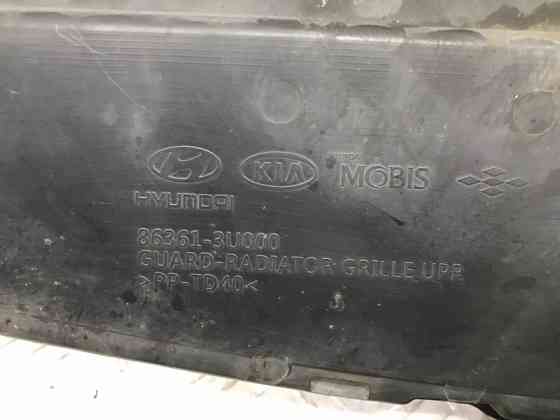 KIA
MOBIS
HYUNDAI
86361-3U000
GUARD-RADIATOR GRILLE UPR
>PP-TD40<